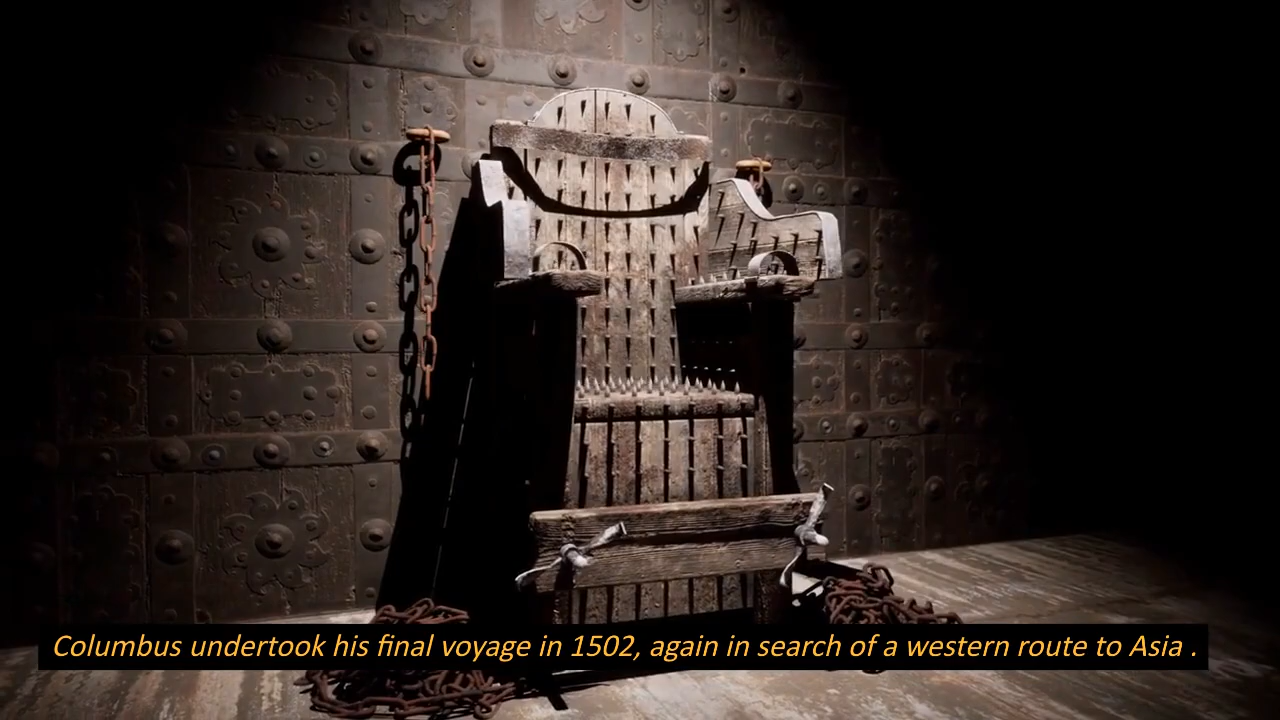 Columbus undertook his final voyage in 1502, again in search of a western route to Asia .